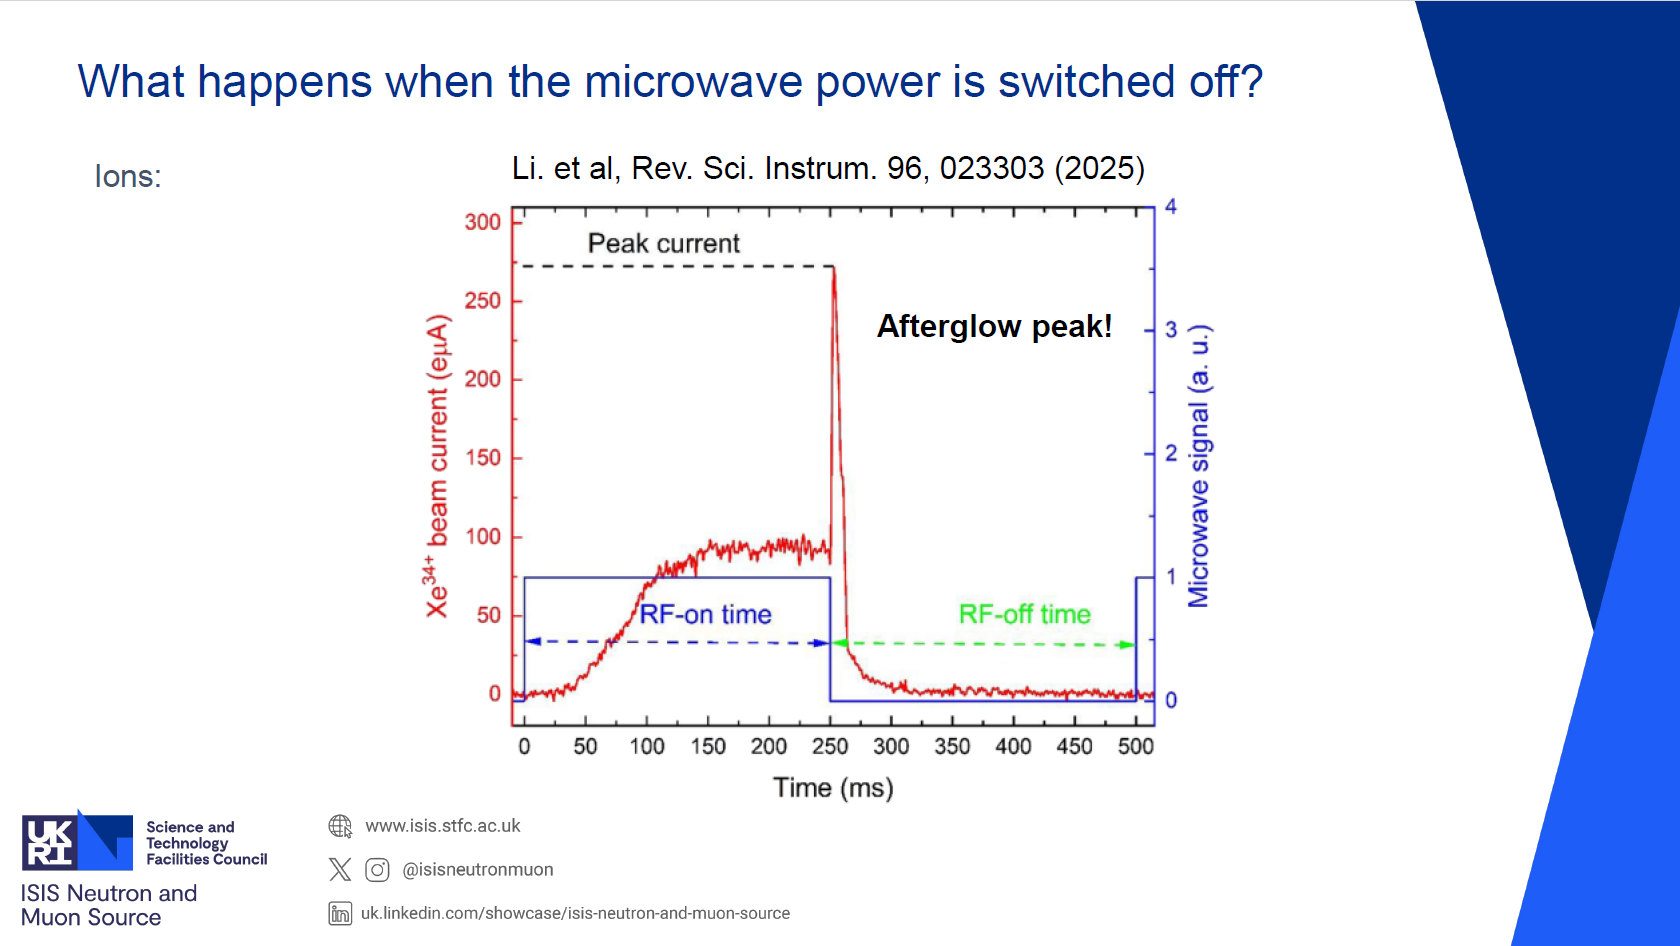 What happens when the microwave power is switched off?
Ions:
Li. et al, Rev. Sci. Instrum. 96, 023303 (2025)
300
250
200
150
100
50
0
Xe34+ beam current (eμA)
Peak current
Afterglow peak!
RF-on time
RF-off time
4
3
2
1
0
Microwave signal (a. u.)
0 50 100 150 200 250 300 350 400 450 500
Time (ms)
UK
RI
Science and
Technology
Facilities Council
ISIS Neutron and
Muon Source
www.isis.stfc.ac.uk
@isisneutronmuon
in
uk.linkedin.com/showcase/isis-neutron-and-muon-source